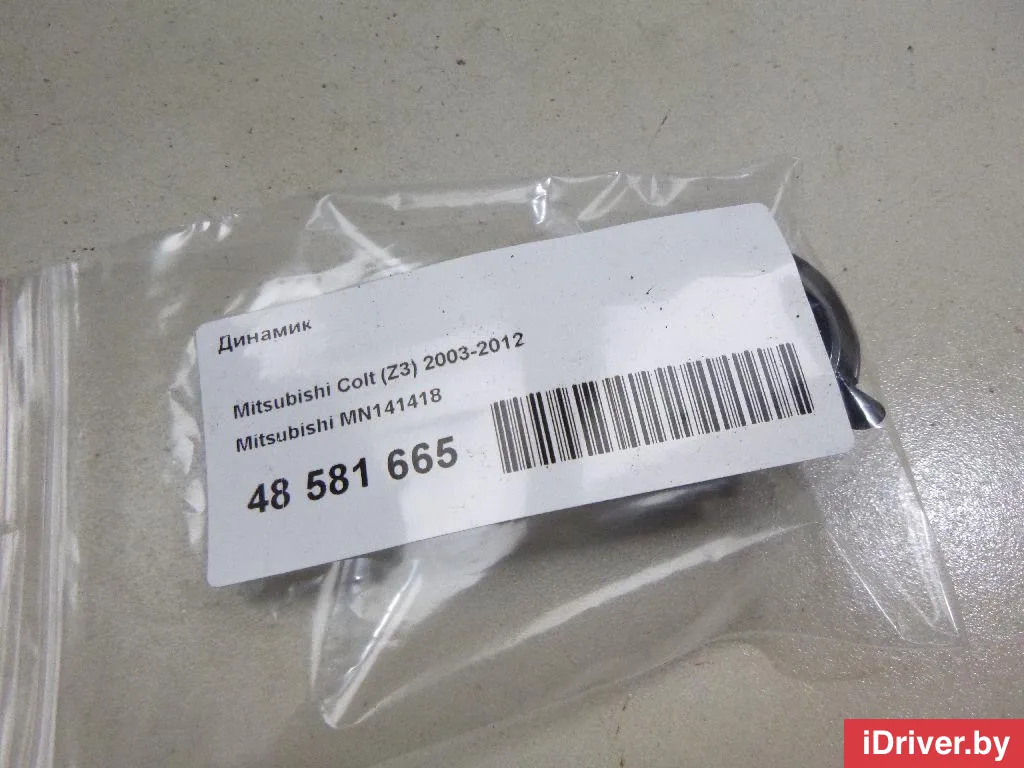 Динамик
Mitsubishi Colt (Z3) 2003-2012
Mitsubishi MN141418
48 581 665
iDriver.by